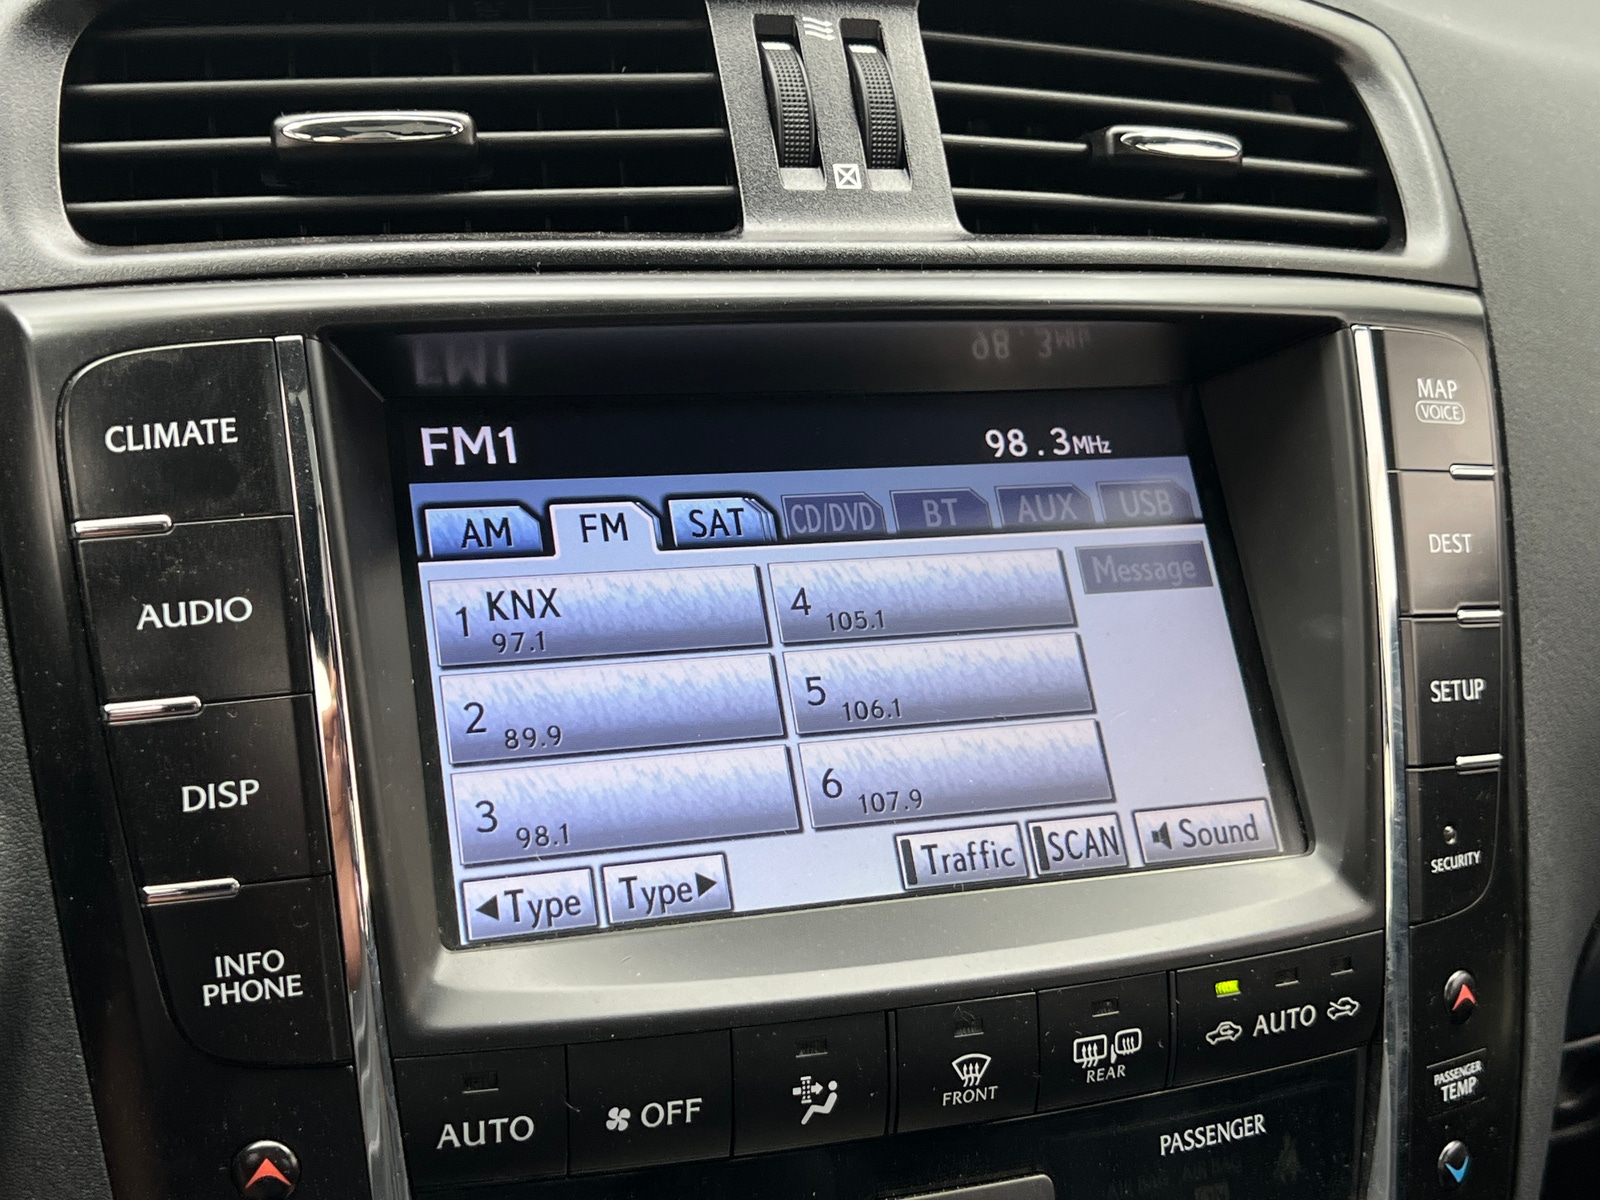 FM1 98.3MHz
AM FM SAT CD/DVD BT AUX USB
1 KNX
97.1
4
105.1
Message
2
89.9
5
106.1
3
98.1
6
107.9
◀Type Type▶ Traffic SCAN Sound
CLIMATE
AUDIO
DISP
INFO
PHONE
MAP
VOICE
DEST
SETUP
SECURITY
AUTO
OFF
FRONT
REAR
AUTO
PASSENGER
TEMP
PASSENGER